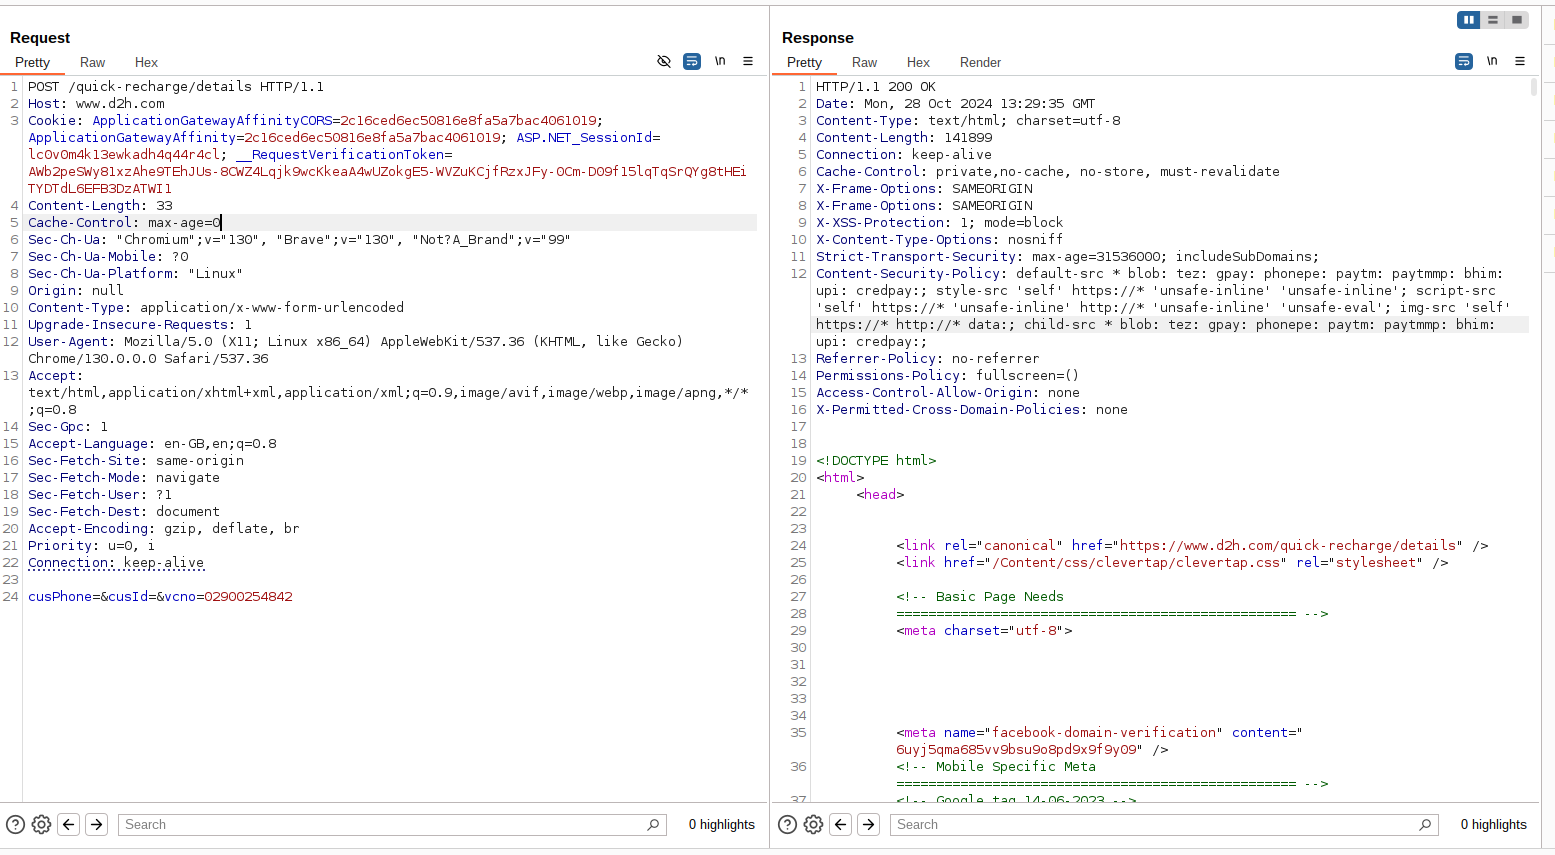 Request
Pretty Raw Hex \n
1 POST /quick-recharge/details HTTP/1.1
2 Host: www.d2h.com
3 Cookie: ApplicationGatewayAffinityCORS=2c16ced6ec50816e8fa5a7bac4061019;
ApplicationGatewayAffinity=2c16ced6ec50816e8fa5a7bac4061019; ASP.NET_SessionId=
lc0v0m4k13ewkadh4q44r4cl; __RequestVerificationToken=
AWb2peSWy81xzAhe9TEhJUs-8CWZ4Lqjk9wcKkeaA4wUZokgE5-WVZuKCjfRzxJFy-OCm-D09f15lqTqSrQYg8tHEi
TYDTdL6EFB3DzATWI1
4 Content-Length: 33
5 Cache-Control: max-age=0
6 Sec-Ch-Ua: "Chromium";v="130", "Brave";v="130", "Not?A_Brand";v="99"
7 Sec-Ch-Ua-Mobile: ?0
8 Sec-Ch-Ua-Platform: "Linux"
9 Origin: null
10 Content-Type: application/x-www-form-urlencoded
11 Upgrade-Insecure-Requests: 1
12 User-Agent: Mozilla/5.0 (X11; Linux x86_64) AppleWebKit/537.36 (KHTML, like Gecko)
Chrome/130.0.0.0 Safari/537.36
13 Accept:
text/html,application/xhtml+xml,application/xml;q=0.9,image/avif,image/webp,image/apng,*/*
;q=0.8
14 Sec-Gpc: 1
15 Accept-Language: en-GB,en;q=0.8
16 Sec-Fetch-Site: same-origin
17 Sec-Fetch-Mode: navigate
18 Sec-Fetch-User: ?1
19 Sec-Fetch-Dest: document
20 Accept-Encoding: gzip, deflate, br
21 Priority: u=0, i
22 Connection: keep-alive
23
24 cusPhone=&cusId=&vcno=02900254842
Search 0 highlights
Response
Pretty Raw Hex Render \n
1 HTTP/1.1 200 OK
2 Date: Mon, 28 Oct 2024 13:29:35 GMT
3 Content-Type: text/html; charset=utf-8
4 Content-Length: 141899
5 Connection: keep-alive
6 Cache-Control: private,no-cache, no-store, must-revalidate
7 X-Frame-Options: SAMEORIGIN
8 X-Frame-Options: SAMEORIGIN
9 X-XSS-Protection: 1; mode=block
10 X-Content-Type-Options: nosniff
11 Strict-Transport-Security: max-age=31536000; includeSubDomains;
12 Content-Security-Policy: default-src * blob: tez: gpay: phonepe: paytm: paytmmp: bhim:
upi: credpay:; style-src 'self' https://* 'unsafe-inline' 'unsafe-inline'; script-src
'self' https://* 'unsafe-inline' http://* 'unsafe-inline' 'unsafe-eval'; img-src 'self'
https://* http://* data:; child-src * blob: tez: gpay: phonepe: paytm: paytmmp: bhim:
upi: credpay:;
13 Referrer-Policy: no-referrer
14 Permissions-Policy: fullscreen=()
15 Access-Control-Allow-Origin: none
16 X-Permitted-Cross-Domain-Policies: none
17
18
19 <!DOCTYPE html>
20 <html>
21 <head>
22
23
24 <link rel="canonical" href="https://www.d2h.com/quick-recharge/details" />
25 <link href="/Content/css/clevertap/clevertap.css" rel="stylesheet" />
26
27 <!-- Basic Page Needs
28 ================================================== -->
29 <meta charset="utf-8">
30
31
32
33
34
35 <meta name="facebook-domain-verification" content="
6uyj5qma685vv9bsu9o8pd9x9f9y09" />
36 <!-- Mobile Specific Meta
================================================== -->
37 <!-- Google tag 14-06-2023 -->
Search 0 highlights